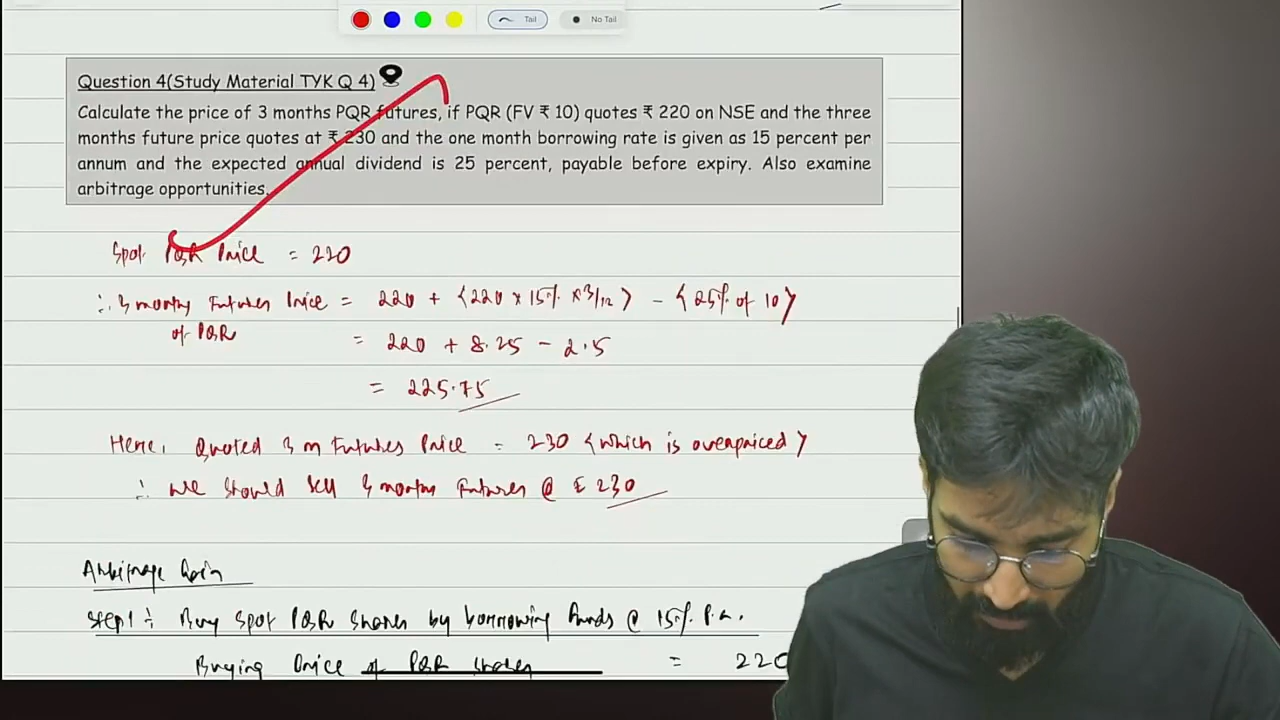 Tail
No Tail
Question 4(Study Material TYK Q 4)
Calculate the price of 3 months PQR futures, if PQR (FV ₹ 10) quotes ₹ 220 on NSE and the three
months future price quotes at ₹ 230 and the one month borrowing rate is given as 15 percent per
annum and the expected annual dividend is 25 percent, payable before expiry. Also examine
arbitrage opportunities.
Spot PQR Price = 220
∴ 3 months Futures Price = 220 + {220 × 15% × 3/12} - {25% of 10}
of PQR
= 220 + 8.25 - 2.5
= 225.75
Here, Quoted 3 m Futures Price = 230 {which is overpriced}
∴ we should sell 3 months Futures @ ₹ 230
Arbitrage Gain
Step 1 ÷ Buy Spot PQR Shares by borrowing funds @ 15% P.a.
Buying Price of PQR Shares = 220